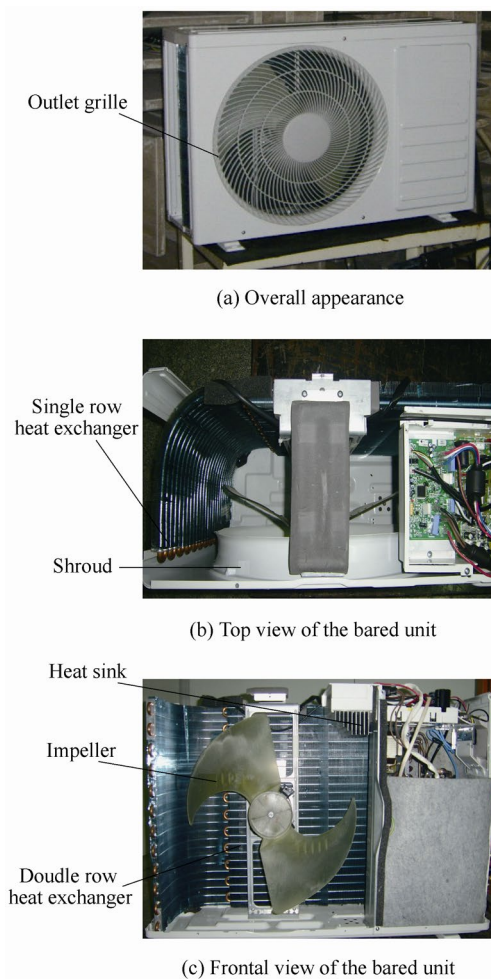 Outlet grille
(a) Overall appearance
Single row
heat exchanger
Shroud
(b) Top view of the bared unit
Heat sink
Impeller
Doudle row
heat exchanger
(c) Frontal view of the bared unit